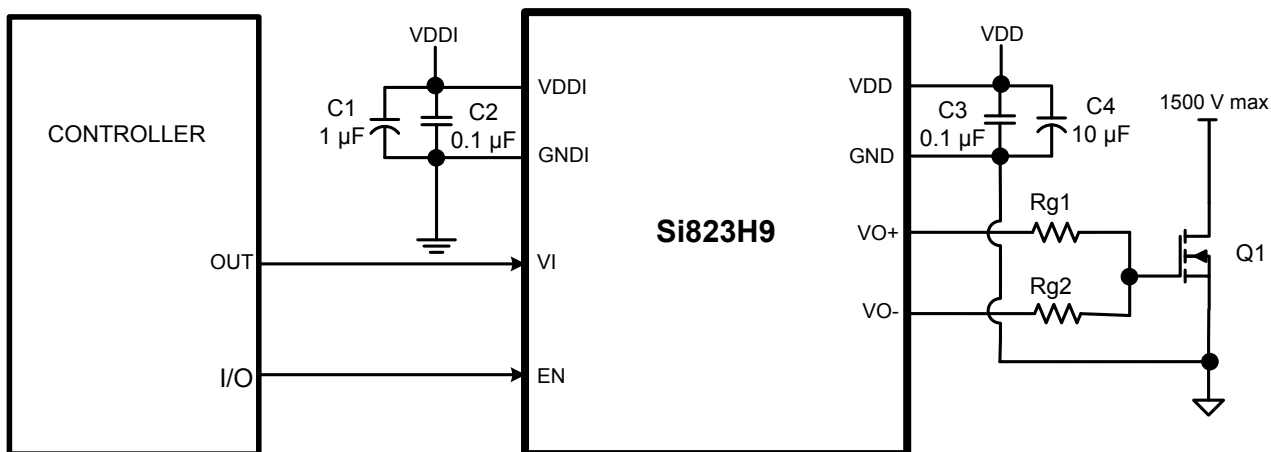 CONTROLLER
OUT
I/O
VDDI
C1
1 µF
C2
0.1 µF
VDDI
GNDI
VI
EN
Si823H9
VDD
GND
VO+
VO-
VDD
C3
0.1 µF
C4
10 µF
1500 V max
Rg1
Rg2
Q1